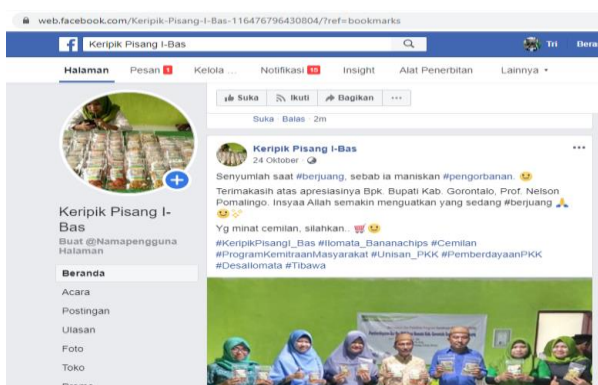 web.facebook.com/Keripik-Pisang-I-Bas-116476796430804/?ref=bookmarks
Keripik Pisang I-Bas
Tri
Bera
Halaman
Pesan 1
Kelola ...
Notifikasi 10
Insight
Alat Penerbitan
Lainnya
Suka
Ikuti
Bagikan
Suka · Balas · 2m
Keripik Pisang I-Bas
24 Oktober ·
Senyumlah saat #berjuang, sebab ia maniskan #pengorbanan. 😉
Terimakasih atas apresiasinya Bpk. Bupati Kab. Gorontalo, Prof. Nelson
Pomalingo. Insyaa Allah semakin menguatkan yang sedang #berjuang 🙏
Yg minat cemilan, silahkan.. 🛒 😉
#KeripikPisangI_Bas #Ilomata_Bananachips #Cemilan
#ProgramKemitraanMasyarakat #Unisan_PKK #PemberdayaanPKK
#DesaIlomata #Tibawa
Keripik Pisang I-
Bas
Buat @Namapengguna
Halaman
Beranda
Acara
Postingan
Ulasan
Foto
Toko